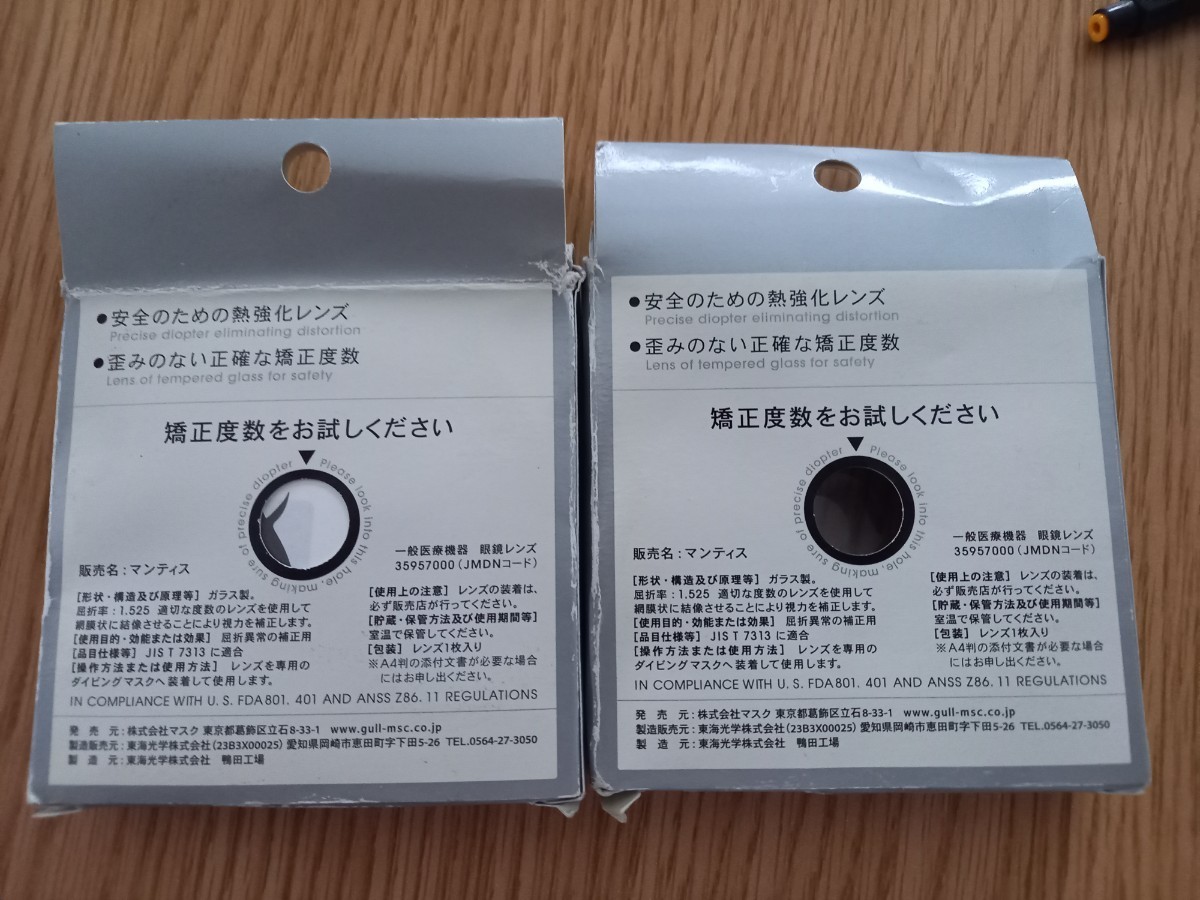 ●安全のための熱強化レンズ
Precise diopter eliminating distortion
●歪みのない正確な矯正度数
Lens of tempered glass for safety
矯正度数をお試しください
Please look into this hole, making sure of precise diopter
販売名：マンティス
一般医療機器 眼鏡レンズ
35957000（JMDNコード）
【形状・構造及び原理等】ガラス製。
屈折率：1.525 適切な度数のレンズを使用して
網膜状に結像させることにより視力を補正します。
【使用目的・効能または効果】屈折異常の補正用
【品目仕様等】JIS T 7313に適合
【操作方法または使用方法】レンズを専用の
ダイビングマスクへ装着して使用します。
【使用上の注意】レンズの装着は、
必ず販売店が行ってください。
【貯蔵・保管方法及び使用期間等】
室温で保管してください。
【包装】レンズ1枚入り
※A4判の添付文書が必要な場合
にはお申し出ください。
IN COMPLIANCE WITH U. S. FDA801. 401 AND ANSS Z86. 11 REGULATIONS
発 売 元：株式会社マスク 東京都葛飾区立石8-33-1 www.gull-msc.co.jp
製造販売元：東海光学株式会社（23B3X00025）愛知県岡崎市恵田町字下田5-26 TEL.0564-27-3050
製 造 元：東海光学株式会社 鴨田工場
●安全のための熱強化レンズ
Precise diopter eliminating distortion
●歪みのない正確な矯正度数
Lens of tempered glass for safety
矯正度数をお試しください
Please look into this hole, making sure of precise diopter
販売名：マンティス
一般医療機器 眼鏡レンズ
35957000（JMDNコード）
【形状・構造及び原理等】ガラス製。
屈折率：1.525 適切な度数のレンズを使用して
網膜状に結像させることにより視力を補正します。
【使用目的・効能または効果】屈折異常の補正用
【品目仕様等】JIS T 7313に適合
【操作方法または使用方法】レンズを専用の
ダイビングマスクへ装着して使用します。
【使用上の注意】レンズの装着は、
必ず販売店が行ってください。
【貯蔵・保管方法及び使用期間等】
室温で保管してください。
【包装】レンズ1枚入り
※A4判の添付文書が必要な場合
にはお申し出ください。
IN COMPLIANCE WITH U. S. FDA801. 401 AND ANSS Z86. 11 REGULATIONS
発 売 元：株式会社マスク 東京都葛飾区立石8-33-1 www.gull-msc.co.jp
製造販売元：東海光学株式会社（23B3X00025）愛知県岡崎市恵田町字下田5-26 TEL.0564-27-3050
製 造 元：東海光学株式会社 鴨田工場